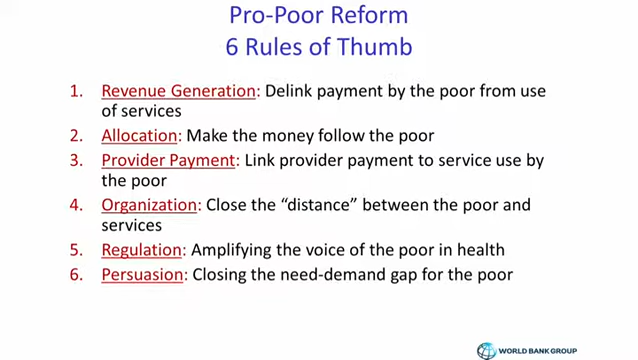 Pro-Poor Reform
6 Rules of Thumb
1. Revenue Generation: Delink payment by the poor from use
of services
2. Allocation: Make the money follow the poor
3. Provider Payment: Link provider payment to service use by
the poor
4. Organization: Close the “distance” between the poor and
services
5. Regulation: Amplifying the voice of the poor in health
6. Persuasion: Closing the need-demand gap for the poor
WORLD BANK GROUP